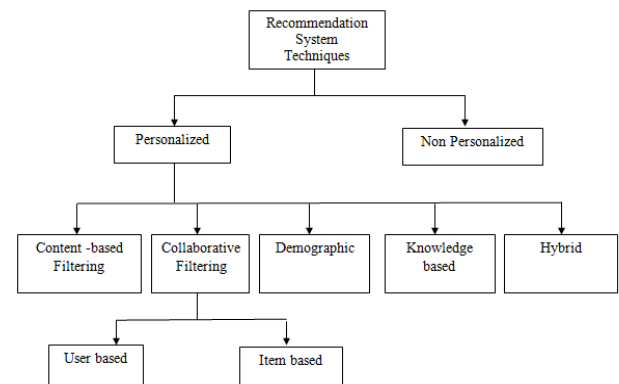 Recommendation
System
Techniques
Personalized
Non Personalized
Content -based
Filtering
Collaborative
Filtering
Demographic
Knowledge
based
Hybrid
User based
Item based